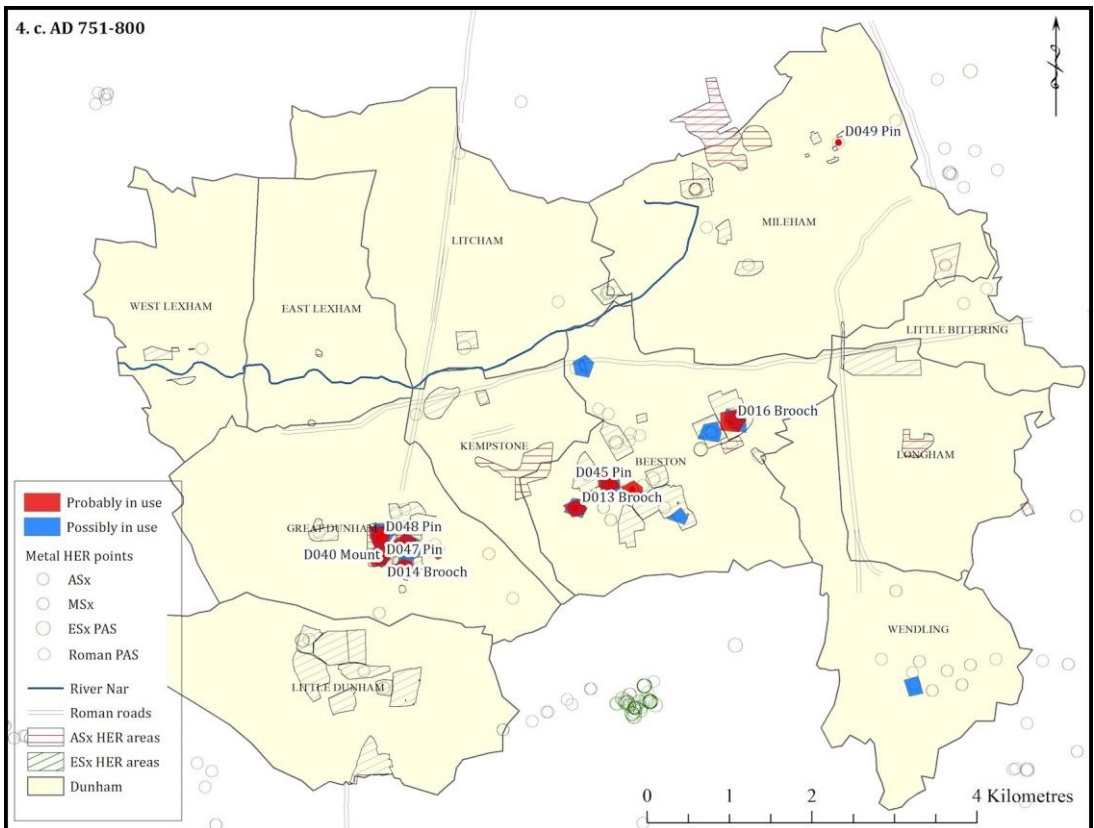 4. c. AD 751-800
D049 Pin
MILEHAM
LITCHAM
WEST LEXHAM
EAST LEXHAM
LITTLE BITTERING
D016 Brooch
KEMPSTONE
BEESTON
LONGHAM
D045 Pin
D013 Brooch
GREAT DUNHAM
D048 Pin
D047 Pin
D040 Mount
D014 Brooch
WENDLING
LITTLE DUNHAM
Probably in use
Possibly in use
Metal HER points
ASx
MSx
ESx PAS
Roman PAS
River Nar
Roman roads
ASx HER areas
ESx HER areas
Dunham
0 1 2 4 Kilometres